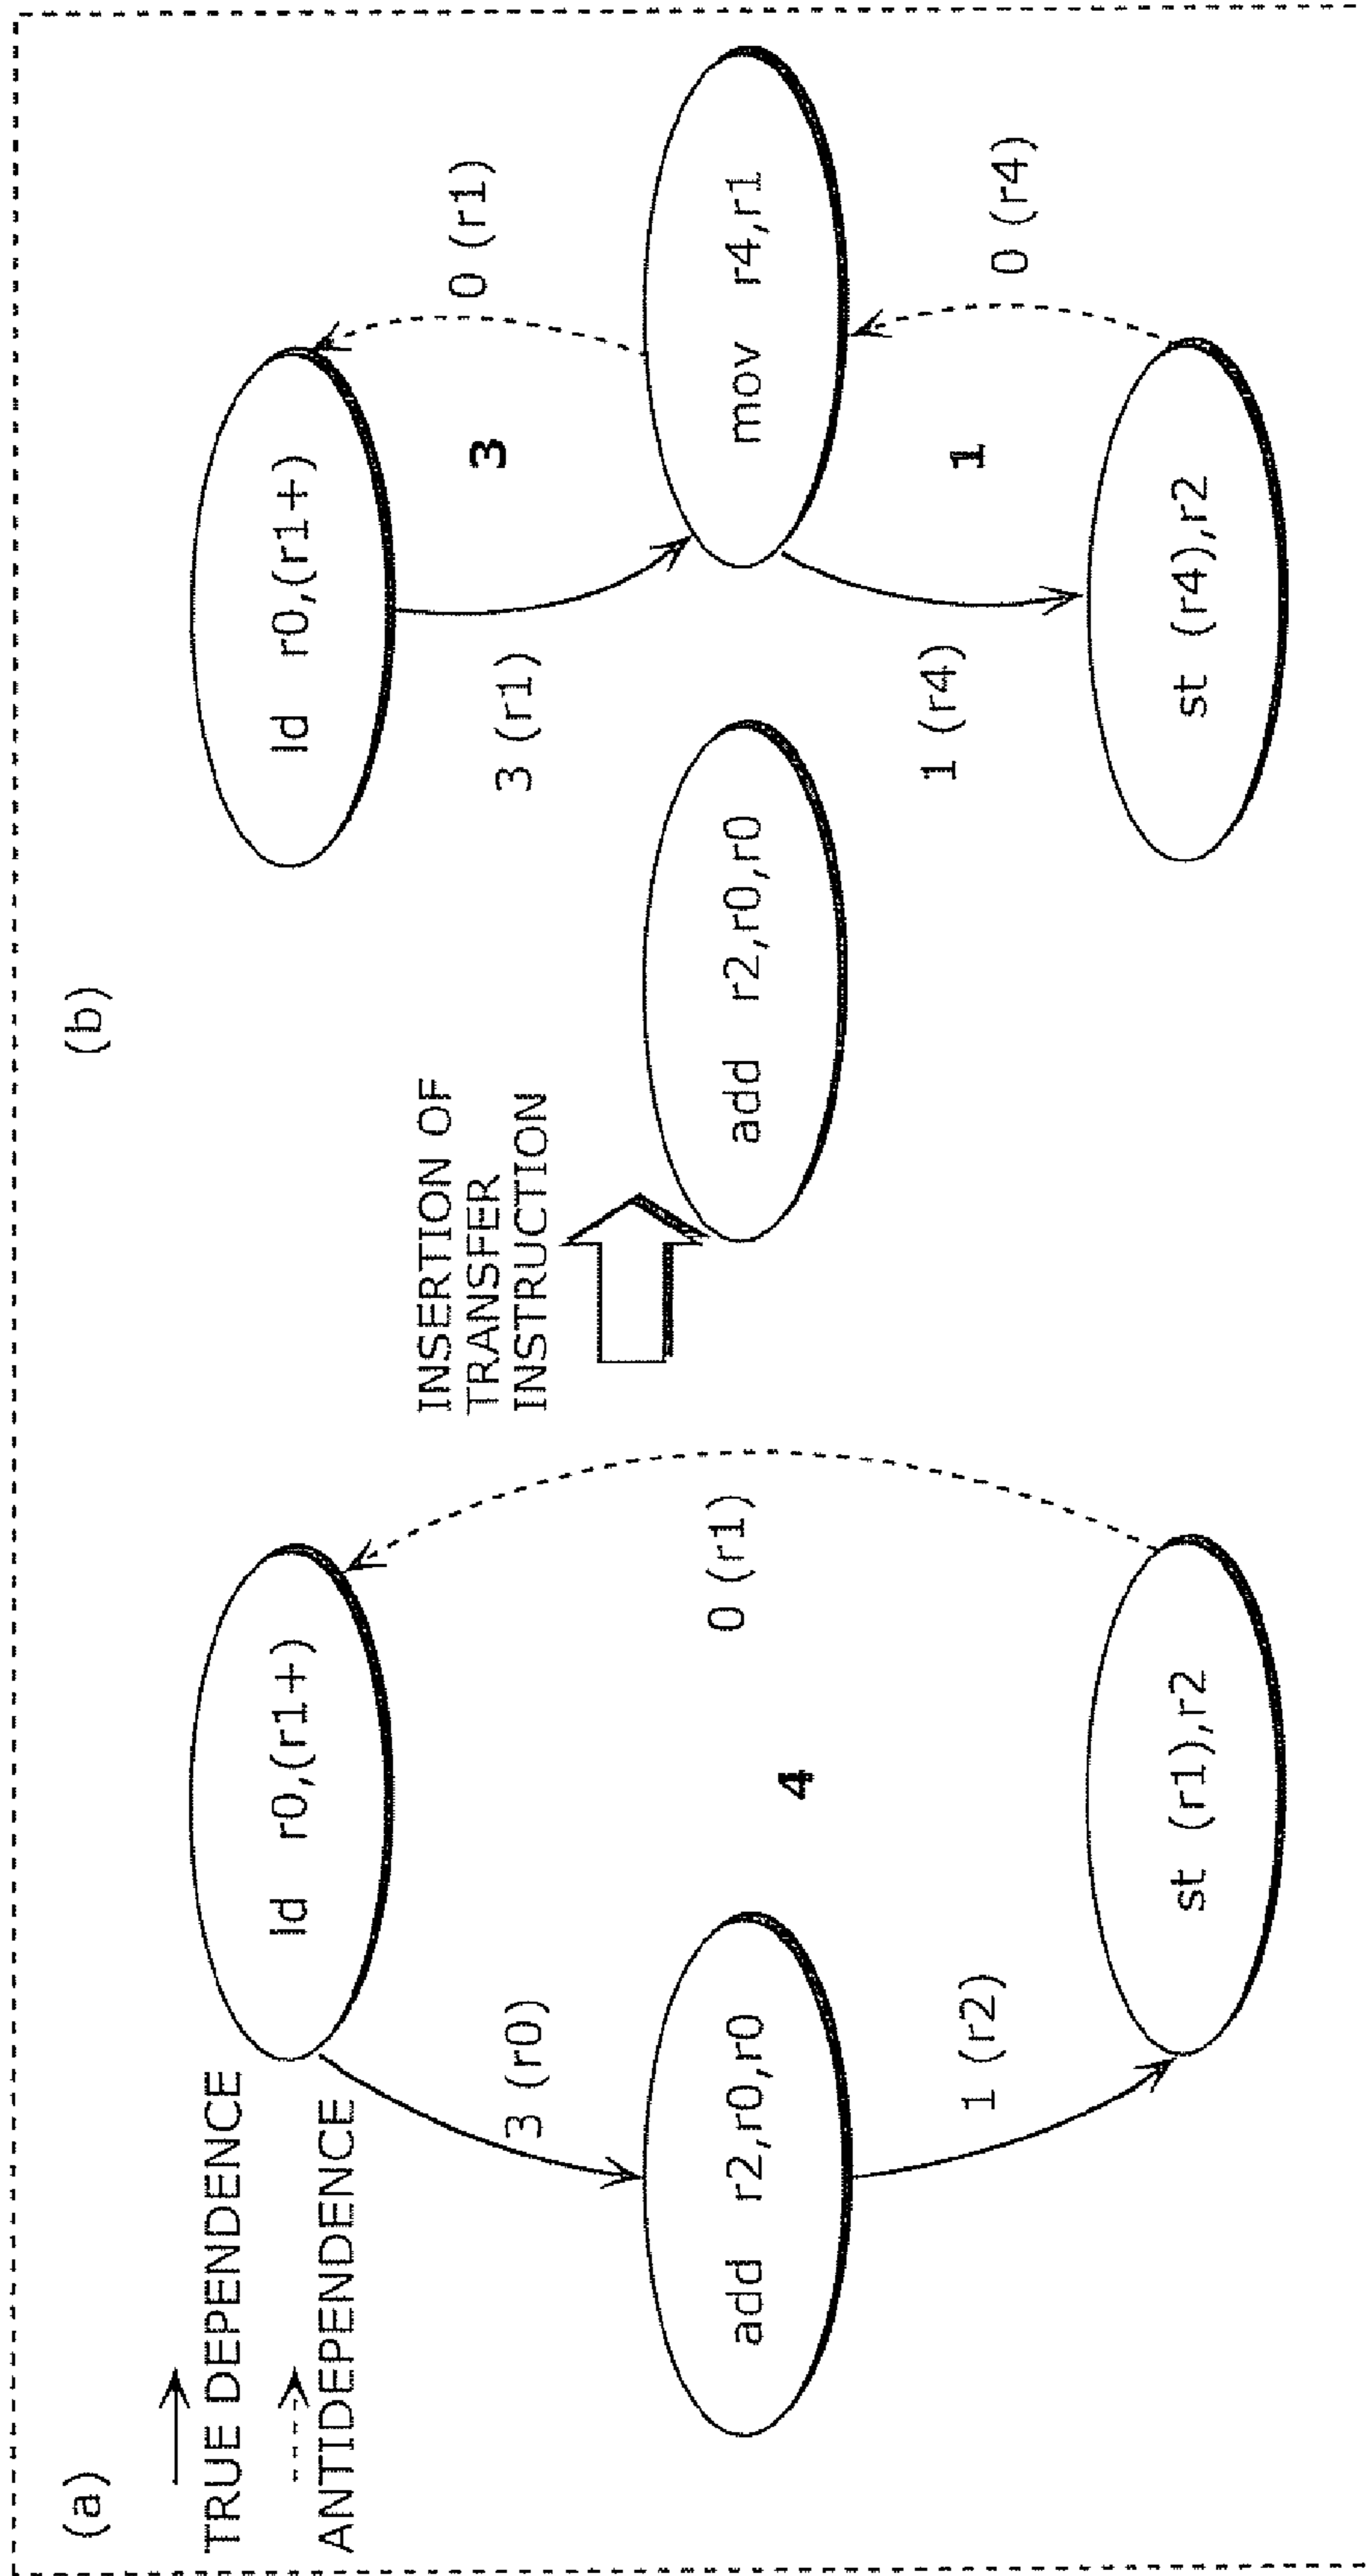 (a)
TRUE DEPENDENCE
ANTIDEPENDENCE
ld r0,(r1+)
3 (r0)
add r2,r0,r0
4
0 (r1)
1 (r2)
st (r1),r2
INSERTION OF
TRANSFER
INSTRUCTION
(b)
ld r0,(r1+)
3 (r1)
3
0 (r1)
add r2,r0,r0
mov r4,r1
1 (r4)
1
0 (r4)
st (r4),r2